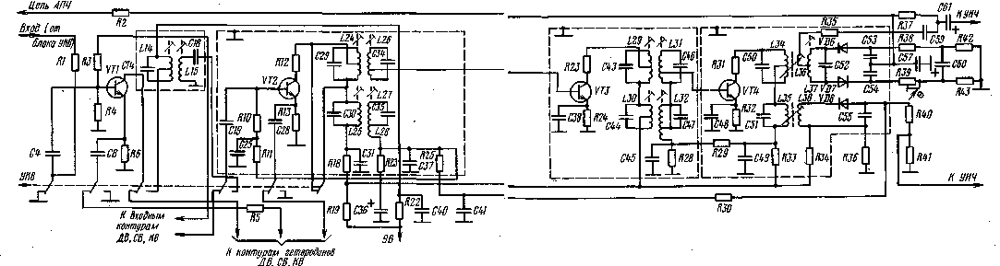 Цепь АПЧ
R2
R35
C61
К УНЧ
Вход (от
блока УКВ)
R1
R3
VT1
C14
L14
C18
L15
R4
C4
C8
R6
УКВ
R12
VT2
L24
L26
C29
C34
L27
C30
C35
L25
L28
R10
C19
C25
R11
R13
C28
R18
C31
R23
R25
C37
R19
C36
+
R22
C40
C41
9В
R5
К входным
контурам
ДВ, СВ, КВ
К контурам гетеродинов
ДВ, СВ, КВ
R23
VT3
C38
R24
L29
L31
C43
C46
L30
L32
C44
C47
C45
R28
R29
R31
VT4
C48
R32
C50
L34
C51
L35
L36
C49
R33
R34
R30
VD6
C53
C52
C54
L37
VD7
L38
VD8
C55
R36
R37
R38
C59
C57
+
R39
C60
R42
R43
R40
R41
+
К УНЧ